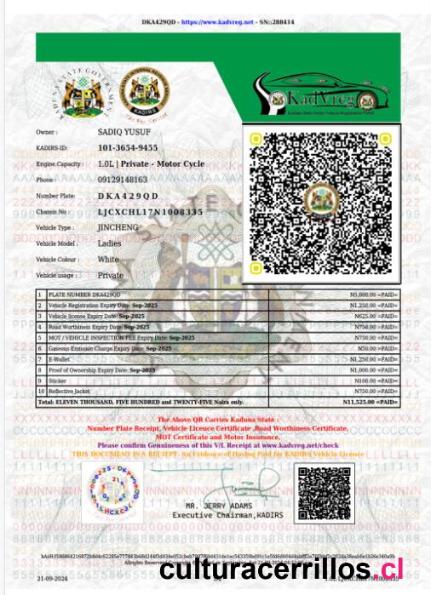 DKA429QD - https://www.kadvreg.net - SN:.288414
KadVreg
Owner : SADIQ YUSUF
KADIRS-ID: 101-3654-9455
Engine Capacity : 1.0L | Private - Motor Cycle
Phone : 09129148163
Number Plate: DKA429QD
Chassis No : LJCXCHL17N1008335
Vehicle Type : JINCHENG
Vehicle Model : Ladies
Vehicle Colour : White
Vehicle usage : Private
1 PLATE NUMBER DKA429QD N5,000.00 =PAID=
2 Vehicle Registration Expiry Date: Sep-2025 N1,250.00 =PAID=
3 Vehicle license Expiry Date: Sep-2025 N625.00 =PAID=
4 Road Worthiness Expiry Date: Sep-2025 N750.00 =PAID=
5 MOT / VEHICLE INSPECTION FEE Expiry Date: Sep-2025 N750.00 =PAID=
6 Gaseous Emission Charge Expiry Date: Sep-2025 N50.00 =PAID=
7 E-Wallet N1,250.00 =PAID=
8 Proof of Ownership Expiry Date: Sep-2025 N1,000.00 =PAID=
9 Sticker N100.00 =PAID=
10 Reflective Jacket N750.00 =PAID=
Total: ELEVEN THOUSAND, FIVE HUNDRED and TWENTY-FIVE Naira only. N11,525.00 =PAID=
The Above QR Carries Kaduna State :
Number Plate Receipt, Vehicle Licence Certificate ,Road Worthiness Certificate,
MOT Certificate and Motor Insurance.
Please confirm Genuineness of this V/L Receipt at www.kadvreg.net/check
THIS DOCUMENT IS A RECEIPT- An Evidence of Having Paid for KADIRS Vehicle Licence
MR. JERRY ADAMS
Executive Chairman,KADIRS
culturacerrillos.cl
21-09-2024